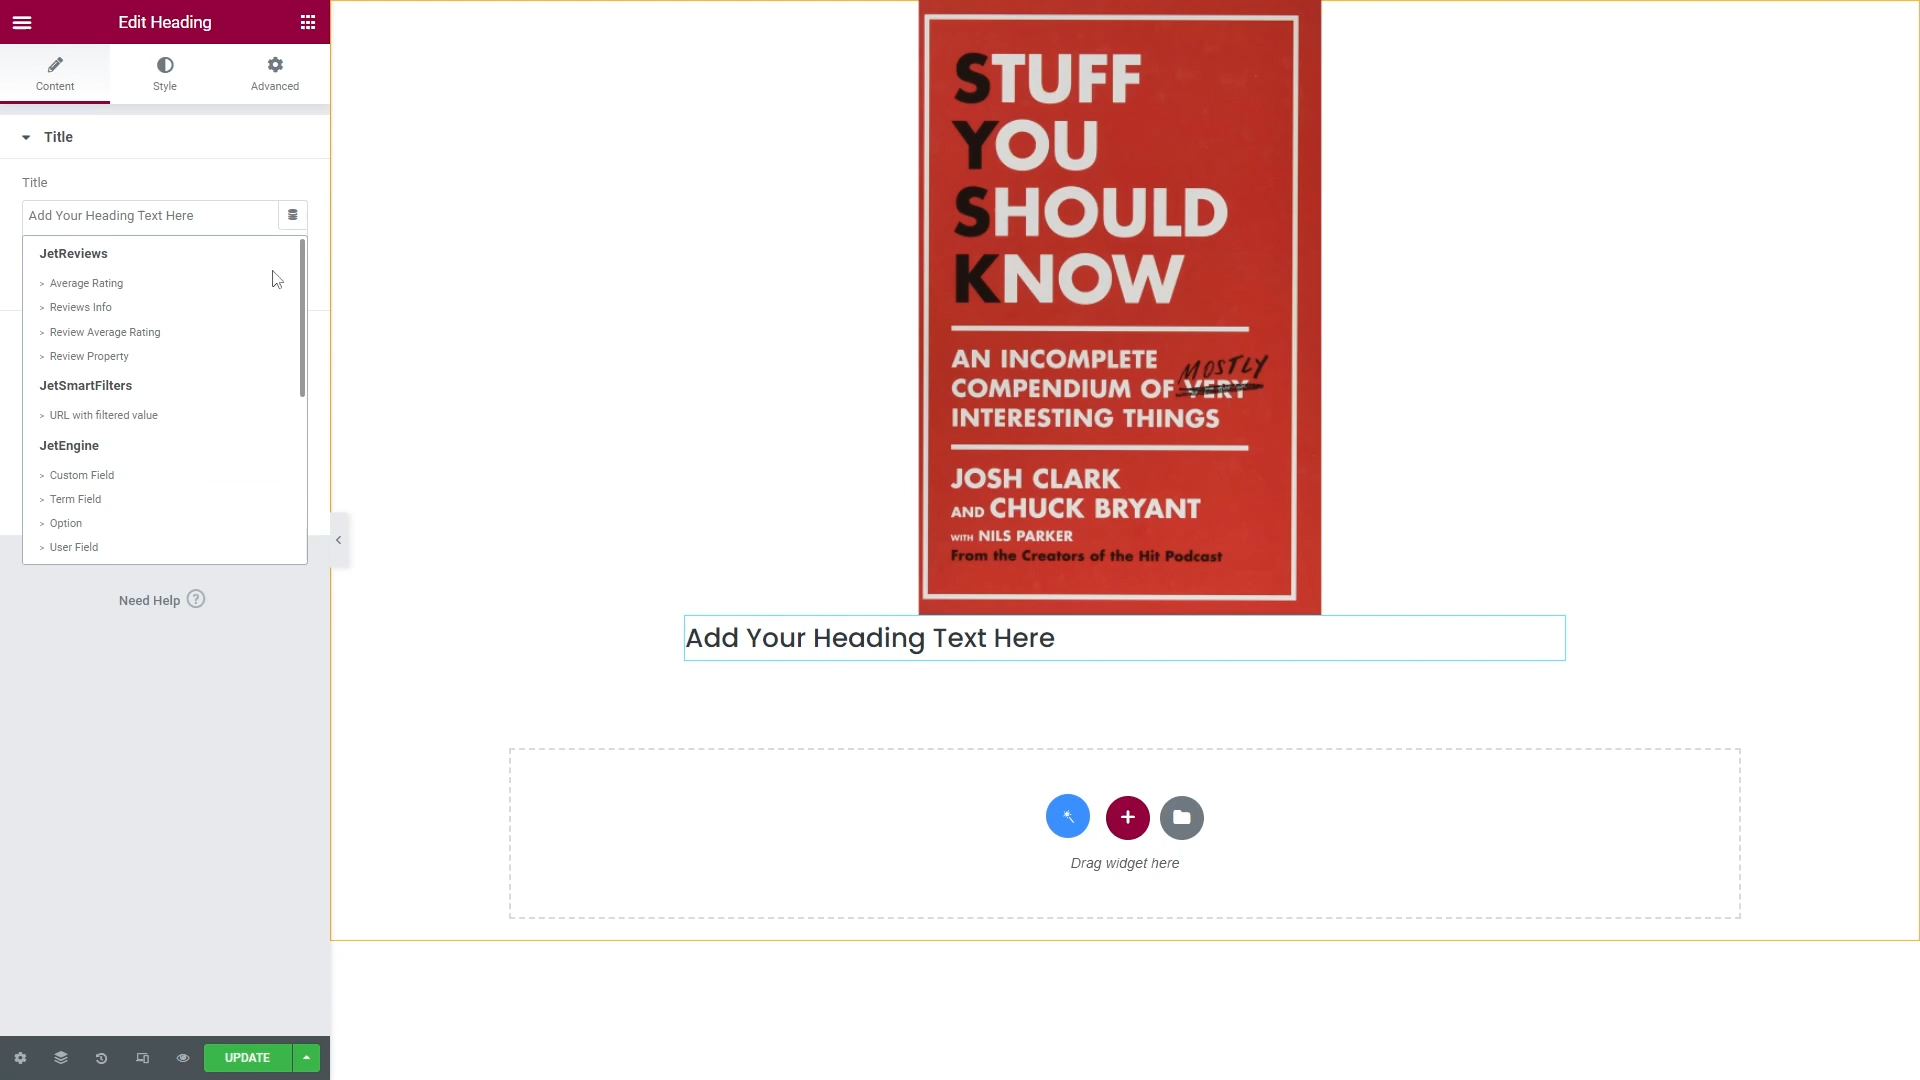 Edit Heading
Content
Style
Advanced
Title
Title
Add Your Heading Text Here
JetReviews
> Average Rating
> Reviews Info
> Review Average Rating
> Review Property
JetSmartFilters
> URL with filtered value
JetEngine
> Custom Field
> Term Field
> Option
> User Field
Need Help ?
UPDATE
STUFF
YOU
SHOULD
KNOW
AN INCOMPLETE
MOSTLY
COMPENDIUM OF VERY
INTERESTING THINGS
JOSH CLARK
AND CHUCK BRYANT
WITH NILS PARKER
From the Creators of the Hit Podcast
Add Your Heading Text Here
Drag widget here